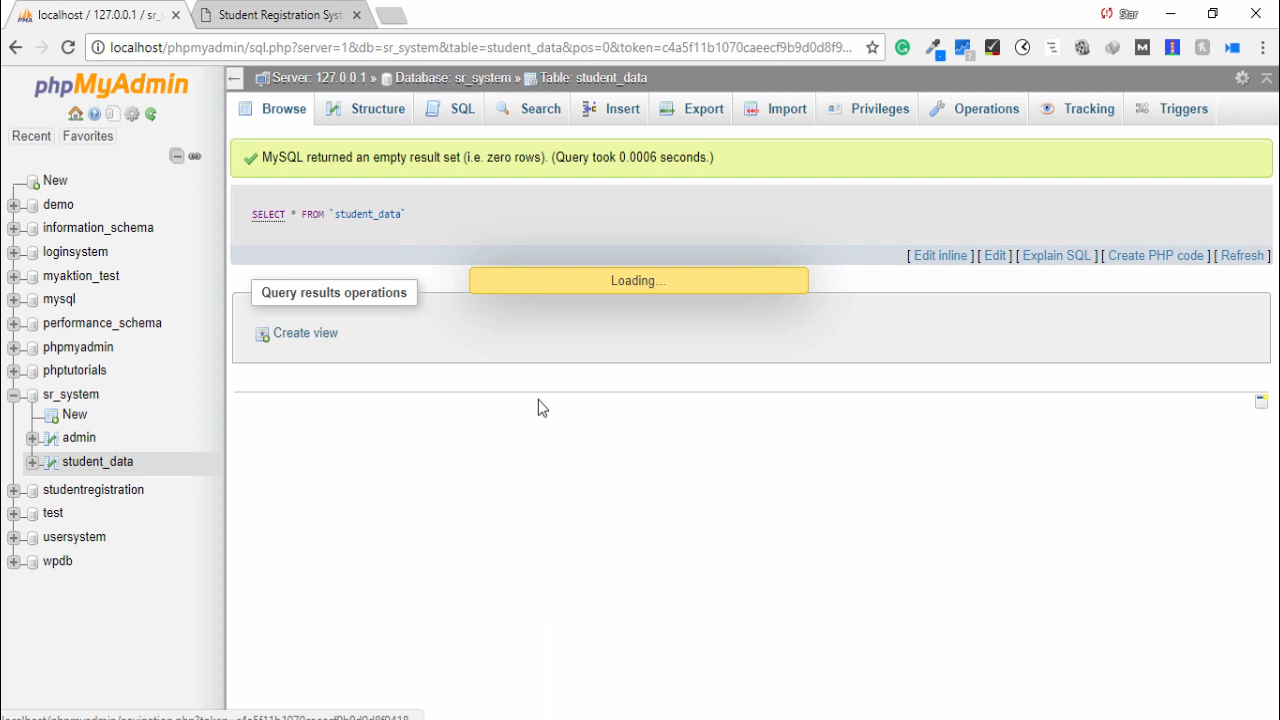 localhost / 127.0.0.1 / sr_s
Student Registration Syst
Star
localhost/phpmyadmin/sql.php?server=1&db=sr_system&table=student_data&pos=0&token=c4a5f11b1070caeecf9b9d0d8f9...
phpMyAdmin
Recent
Favorites
New
demo
information_schema
loginsystem
myaktion_test
mysql
performance_schema
phpmyadmin
phptutorials
sr_system
New
admin
student_data
studentregistration
test
usersystem
wpdb
Server: 127.0.0.1 » Database: sr_system » Table: student_data
Browse Structure SQL Search Insert Export Import Privileges Operations Tracking Triggers
MySQL returned an empty result set (i.e. zero rows). (Query took 0.0006 seconds.)
SELECT * FROM `student_data`
[ Edit inline ] [ Edit ] [ Explain SQL ] [ Create PHP code ] [ Refresh ]
Loading...
Query results operations
Create view